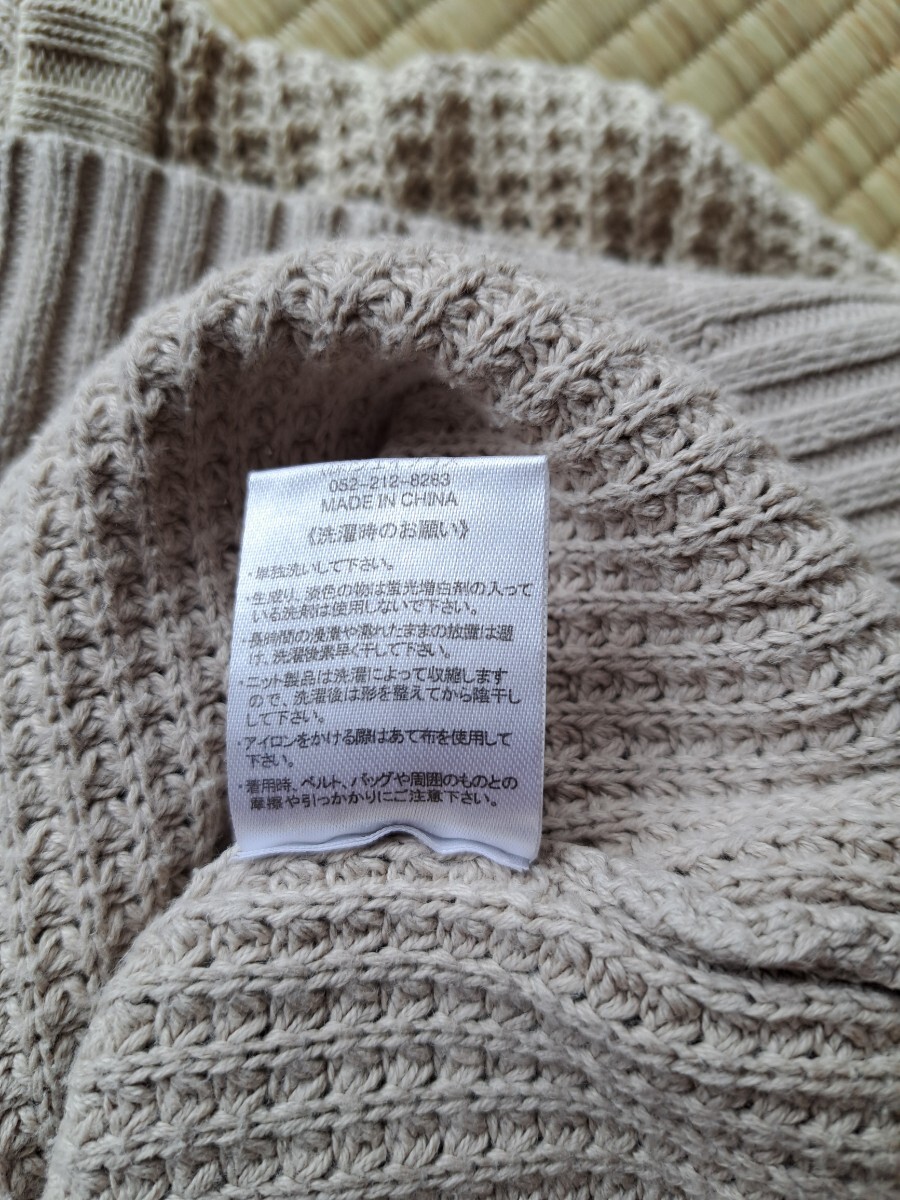 052-212-8283
MADE IN CHINA
《洗濯時のお願い》
・単独洗いして下さい。
・生成り、淡色の物は蛍光増白剤の入って
いる洗剤は使用しないで下さい。
・長時間の浸漬や濡れたままの放置は避
け、洗濯後素早く干して下さい。
・ニット製品は洗濯によって収縮します
ので、洗濯後は形を整えてから陰干し
して下さい。
・アイロンをかける際はあて布を使用して
下さい。
・着用時、ベルト、バッグや周囲のものとの
摩擦や引っかかりにご注意下さい。